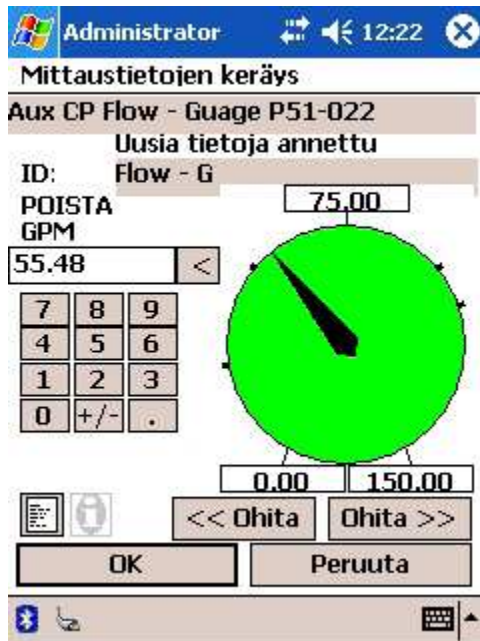 Administrator 12:22
Mittaustietojen keräys
Aux CP Flow - Guage P51-022
Uusia tietoja annettu
ID: Flow - G
POISTA
GPM
75.00
55.48 <
7 8 9
4 5 6
1 2 3
0 +/- .
0.00 150.00
<< Ohita Ohita >>
OK Peruuta